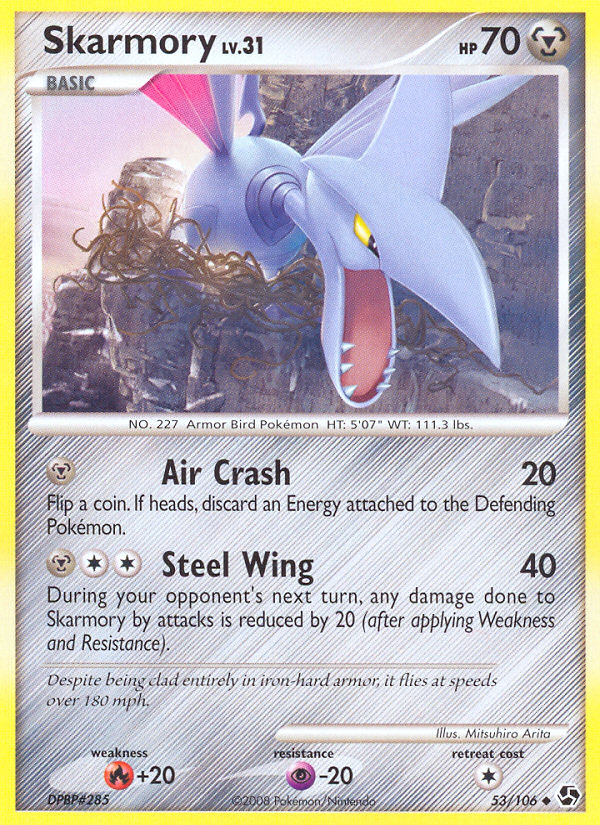 Skarmory LV.31 HP 70
BASIC
NO. 227 Armor Bird Pokémon HT: 5'07" WT: 111.3 lbs.
Air Crash 20
Flip a coin. If heads, discard an Energy attached to the Defending
Pokémon.
Steel Wing 40
During your opponent's next turn, any damage done to
Skarmory by attacks is reduced by 20 (after applying Weakness
and Resistance).
Despite being clad entirely in iron-hard armor, it flies at speeds
over 180 mph.
Illus. Mitsuhiro Arita
weakness resistance retreat cost
+20 -20
DPBP#285 ©2008 Pokémon/Nintendo 53/106